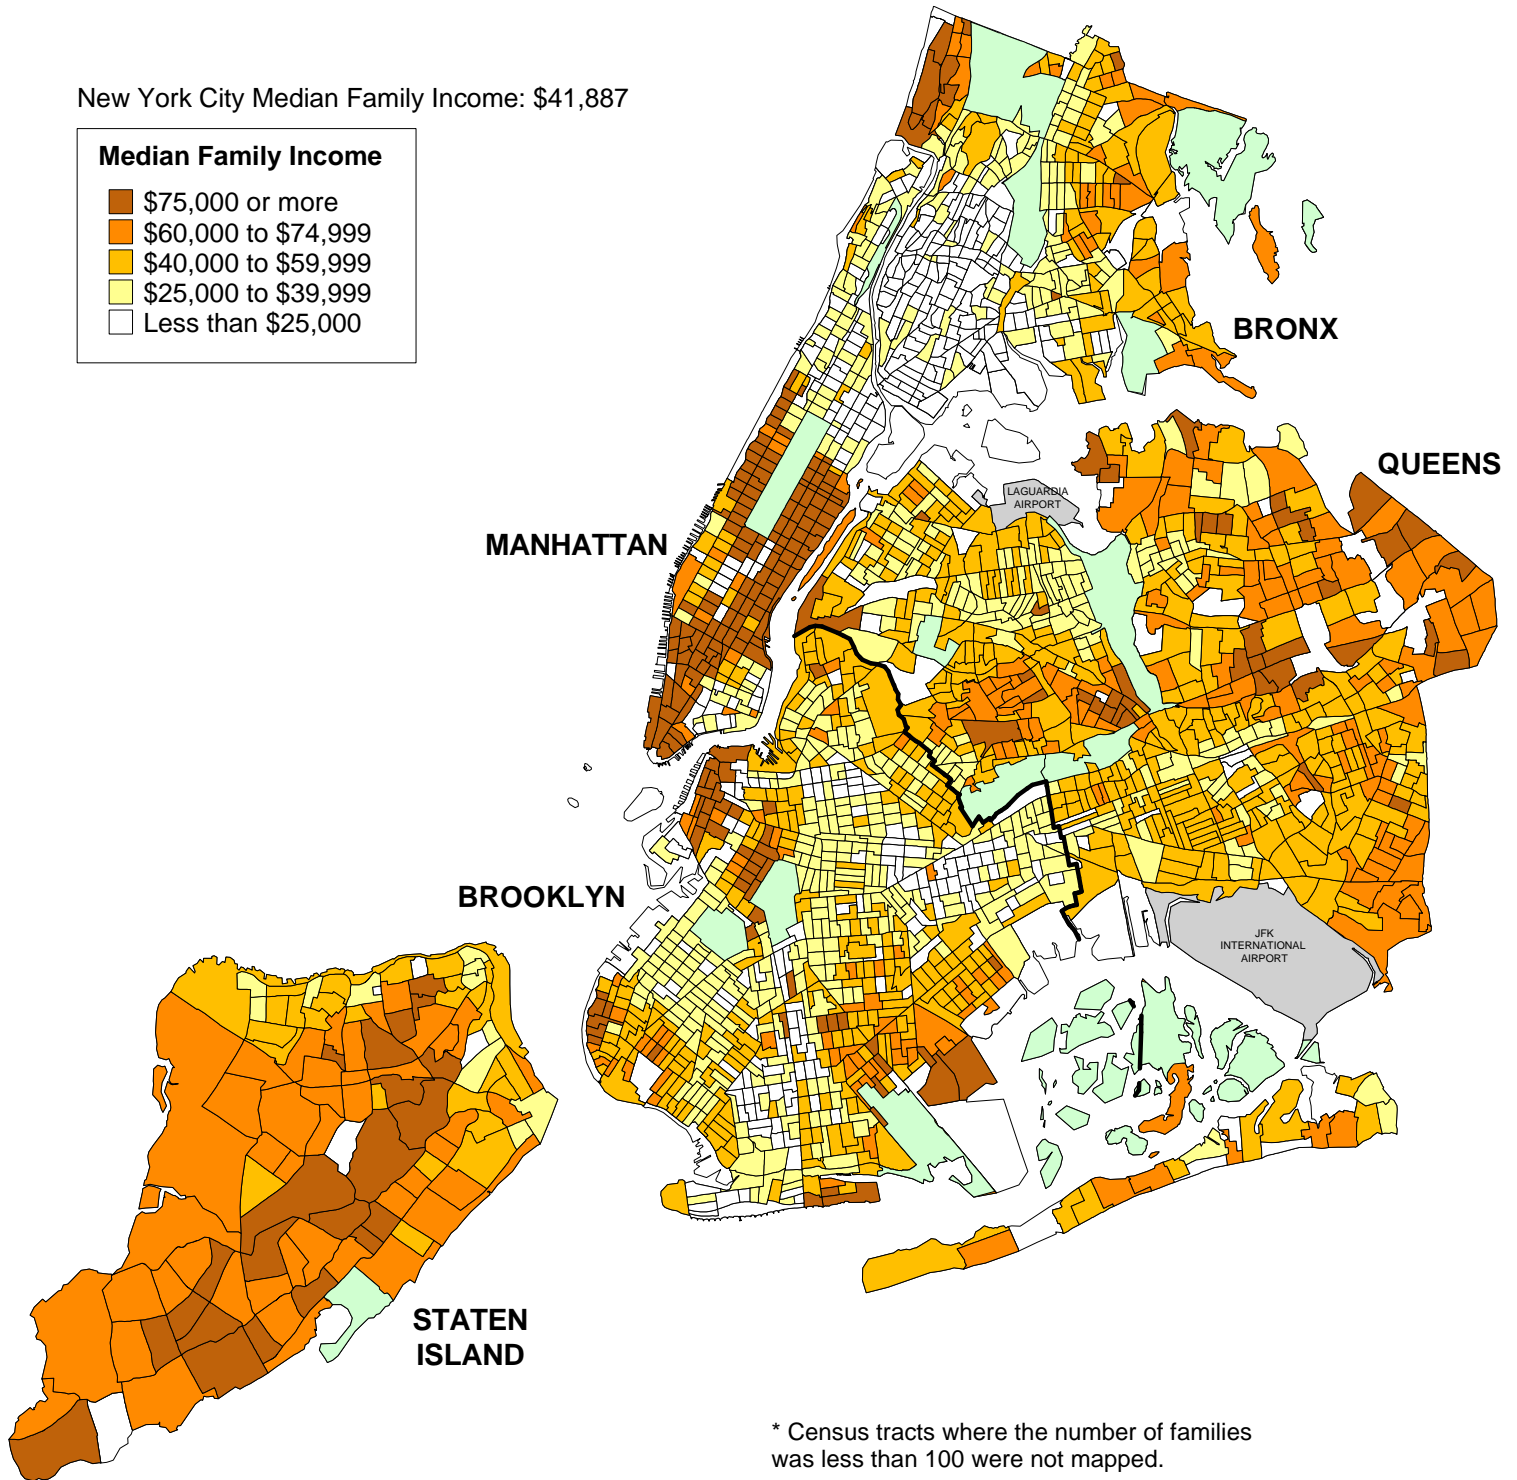 New York City Median Family Income: $41,887
Median Family Income
$75,000 or more
$60,000 to $74,999
$40,000 to $59,999
$25,000 to $39,999
Less than $25,000
BRONX
QUEENS
LAGUARDIA
AIRPORT
MANHATTAN
BROOKLYN
JFK
INTERNATIONAL
AIRPORT
STATEN
ISLAND
* Census tracts where the number of families
was less than 100 were not mapped.